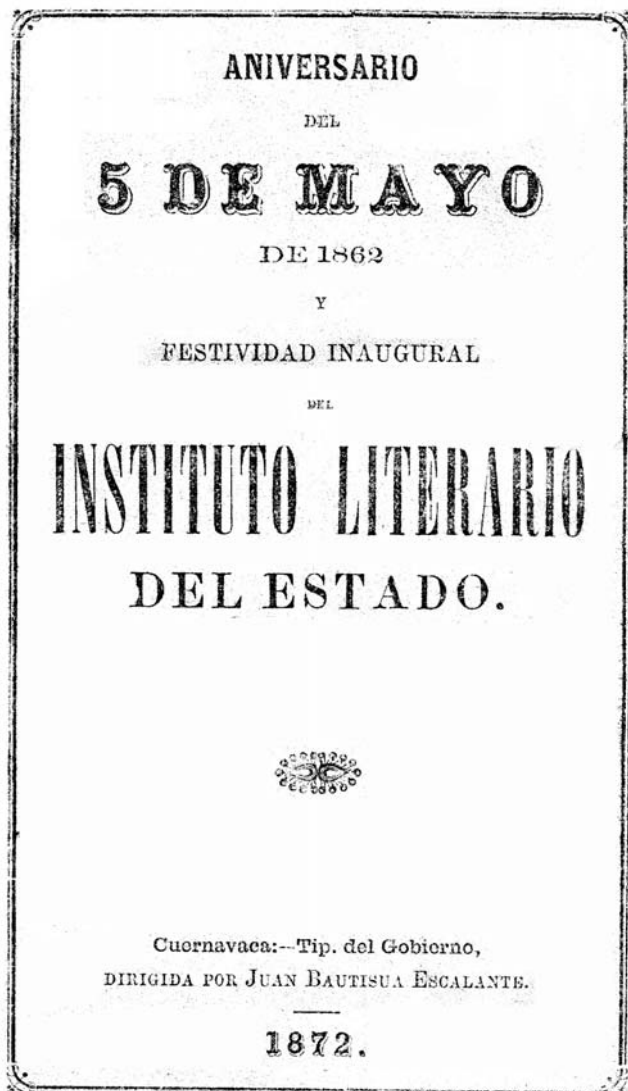 ANIVERSARIO
DEL
5 DE MAYO
DE 1862
Y
FESTIVIDAD INAUGURAL
DEL
INSTITUTO LITERARIO
DEL ESTADO.
Cuernavaca:--Tip. del Gobierno,
DIRIGIDA POR JUAN BAUTISUA ESCALANTE.
1872.